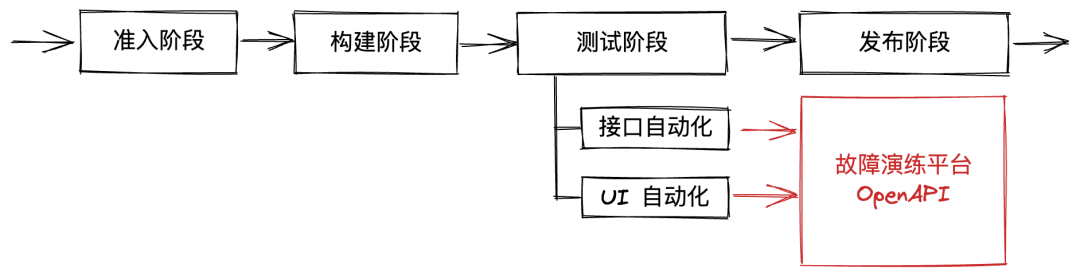 准入阶段
构建阶段
测试阶段
发布阶段
接口自动化
UI 自动化
故障演练平台
OpenAPI